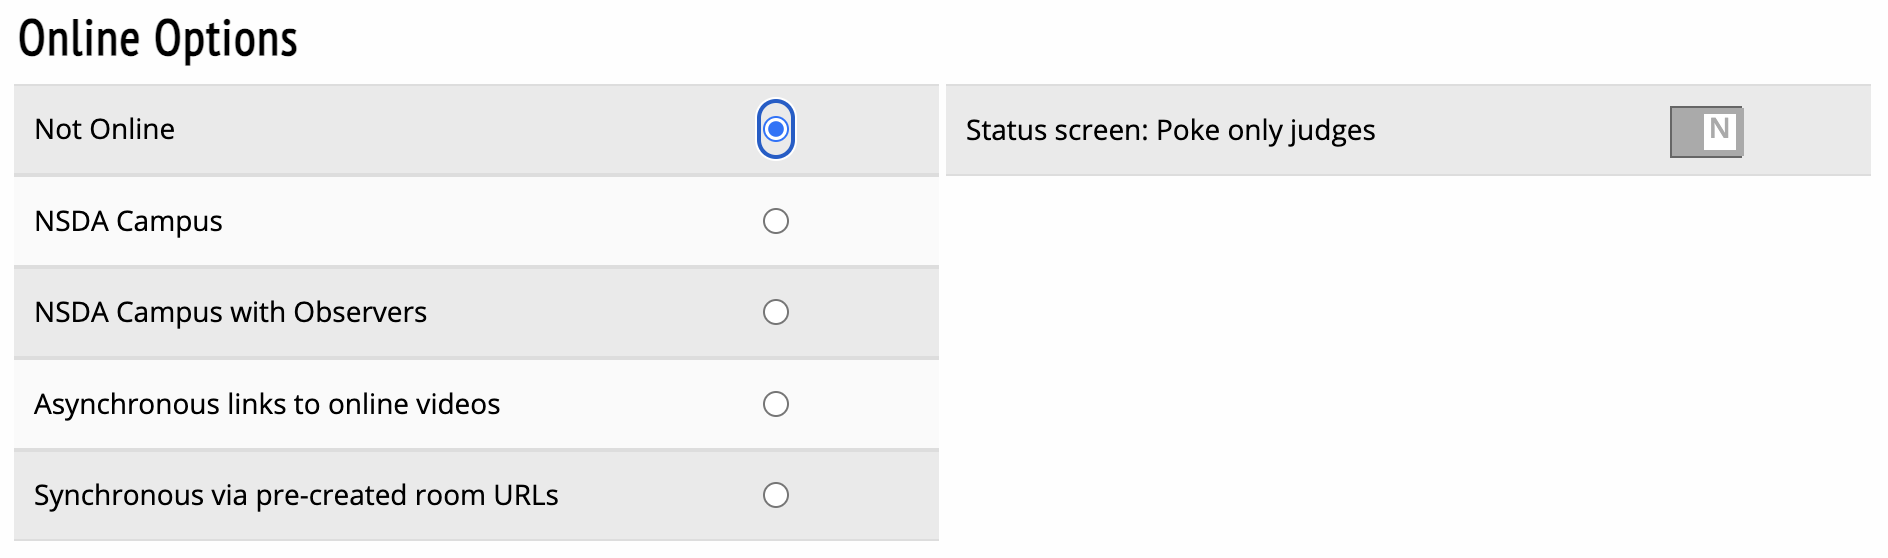 Online Options
Not Online
Status screen: Poke only judges
N
NSDA Campus
NSDA Campus with Observers
Asynchronous links to online videos
Synchronous via pre-created room URLs